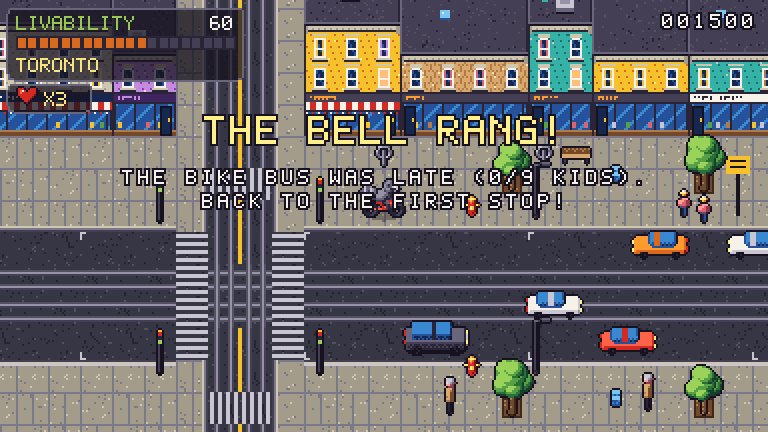 LIVABILITY 60
001500
TORONTO
X3
THE BELL RANG!
THE BIKE BUS WAS LATE (0/9 KIDS).
BACK TO THE FIRST STOP!